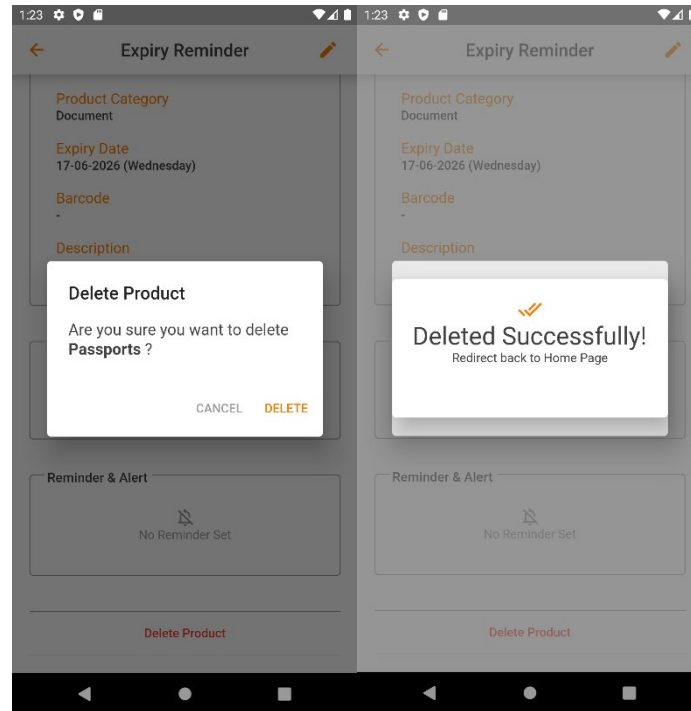 1:23
Expiry Reminder
Product Category
Document
Expiry Date
17-06-2026 (Wednesday)
Barcode
-
Description
Delete Product
Are you sure you want to delete
Passports ?
CANCEL DELETE
Reminder & Alert
No Reminder Set
Delete Product
1:23
Expiry Reminder
Product Category
Document
Expiry Date
17-06-2026 (Wednesday)
Barcode
-
Description
Deleted Successfully!
Redirect back to Home Page
Reminder & Alert
No Reminder Set
Delete Product